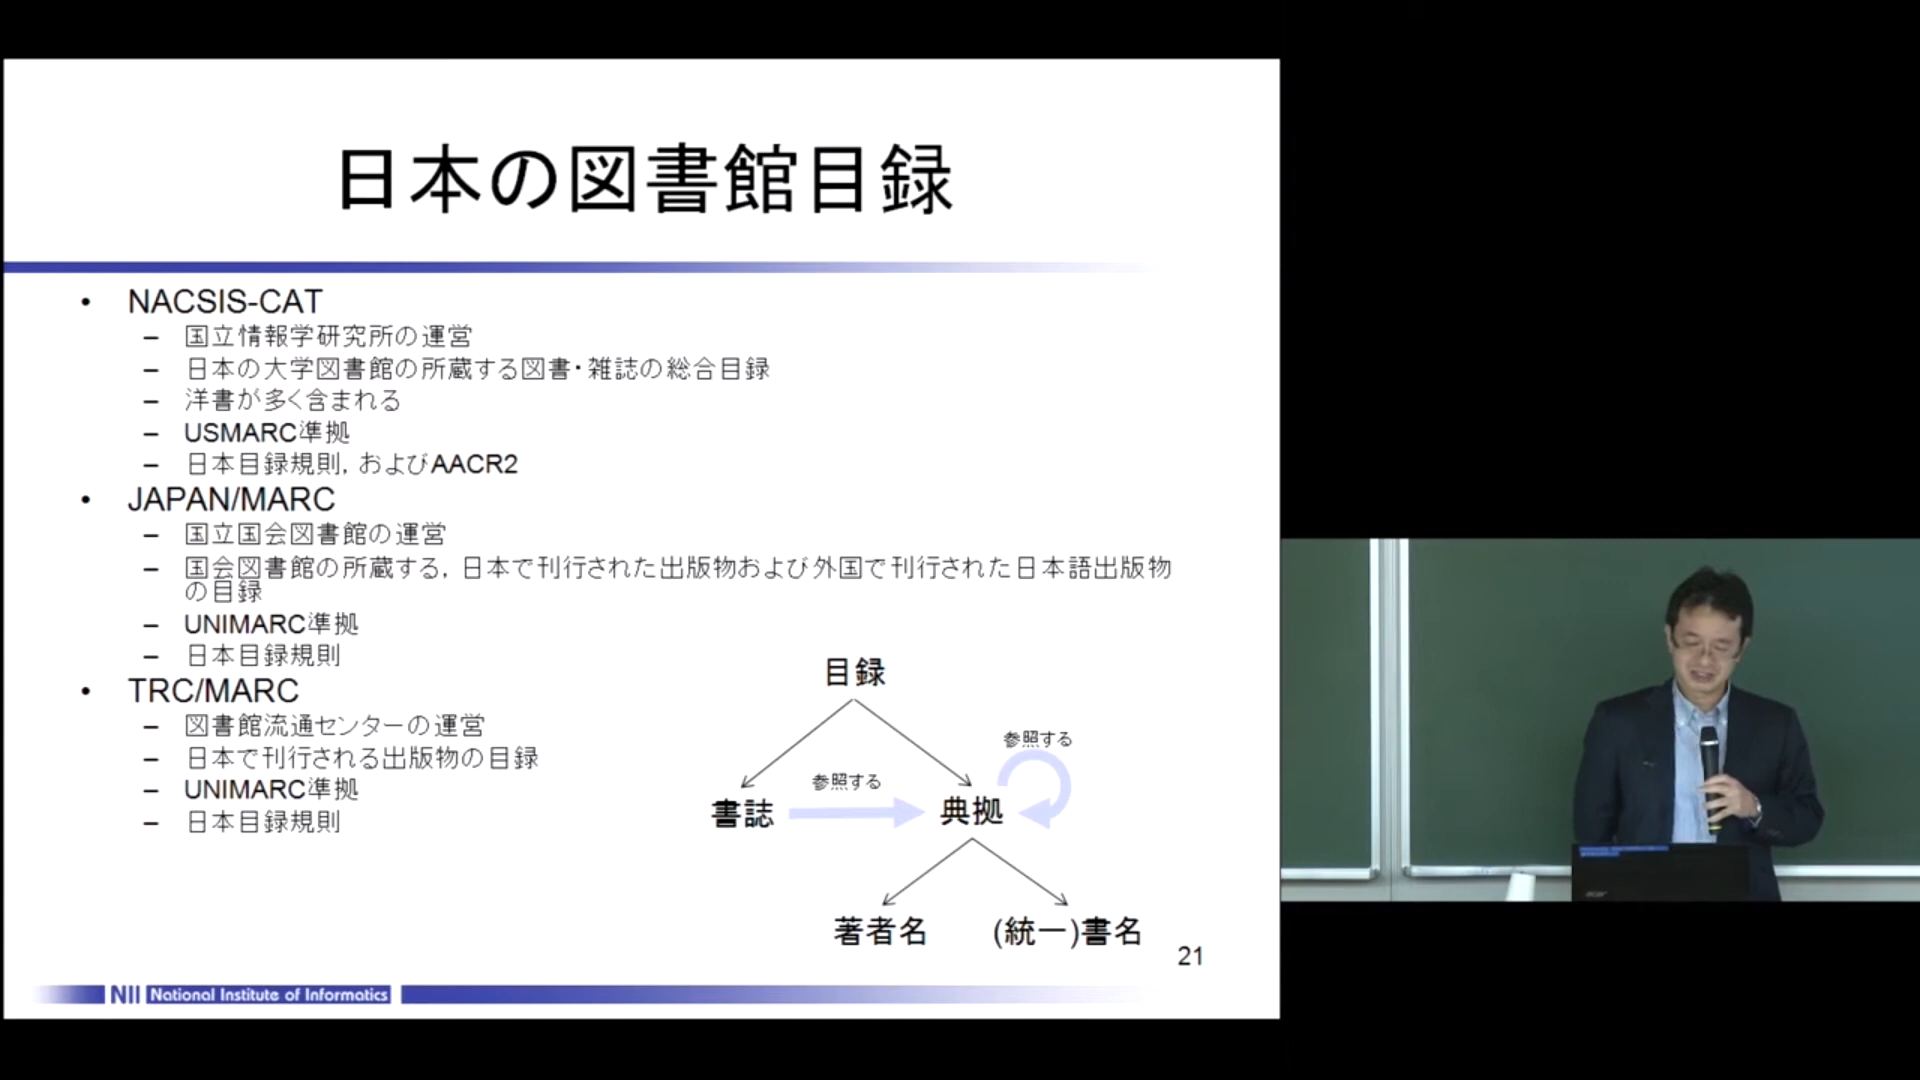 日本の図書館目録
• NACSIS-CAT
– 国立情報学研究所の運営
– 日本の大学図書館の所蔵する図書・雑誌の総合目録
– 洋書が多く含まれる
– USMARC準拠
– 日本目録規則, およびAACR2
• JAPAN/MARC
– 国立国会図書館の運営
– 国会図書館の所蔵する, 日本で刊行された出版物および外国で刊行された日本語出版物
の目録
– UNIMARC準拠
– 日本目録規則
• TRC/MARC
– 図書館流通センターの運営
– 日本で刊行される出版物の目録
– UNIMARC準拠
– 日本目録規則
目録
参照する
参照する
書誌
典拠
著者名
(統一)書名
21
NII National Institute of Informatics
acer